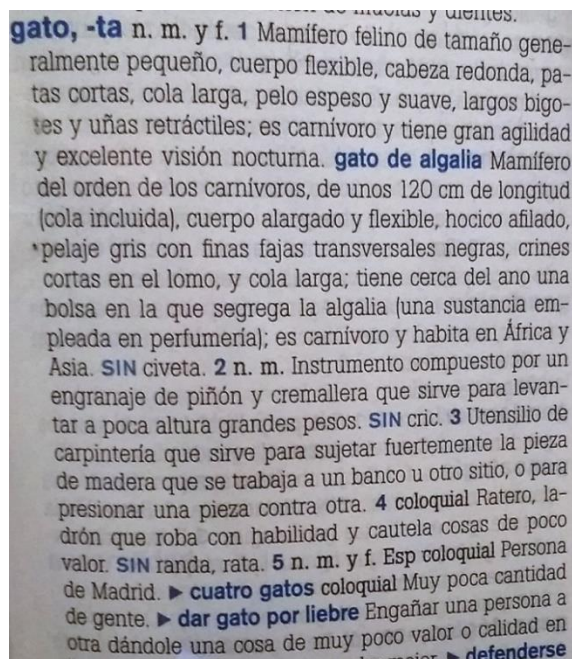 y dientes.
gato, -ta n. m. y f. 1 Mamífero felino de tamaño gene-
ralmente pequeño, cuerpo flexible, cabeza redonda, pa-
tas cortas, cola larga, pelo espeso y suave, largos bigo-
tes y uñas retráctiles; es carnívoro y tiene gran agilidad
y excelente visión nocturna. gato de algalia Mamífero
del orden de los carnívoros, de unos 120 cm de longitud
(cola incluida), cuerpo alargado y flexible, hocico afilado,
pelaje gris con finas fajas transversales negras, crines
cortas en el lomo, y cola larga; tiene cerca del ano una
bolsa en la que segrega la algalia (una sustancia em-
pleada en perfumería); es carnívoro y habita en África y
Asia. SIN civeta. 2 n. m. Instrumento compuesto por un
engranaje de piñón y cremallera que sirve para levan-
tar a poca altura grandes pesos. SIN cric. 3 Utensilio de
carpintería que sirve para sujetar fuertemente la pieza
de madera que se trabaja a un banco u otro sitio, o para
presionar una pieza contra otra. 4 coloquial Ratero, la-
drón que roba con habilidad y cautela cosas de poco
valor. SIN randa, rata. 5 n. m. y f. Esp coloquial Persona
de Madrid. ▶ cuatro gatos coloquial Muy poca cantidad
de gente. ▶ dar gato por liebre Engañar una persona a
otra dándole una cosa de muy poco valor o calidad en
▶ defenderse